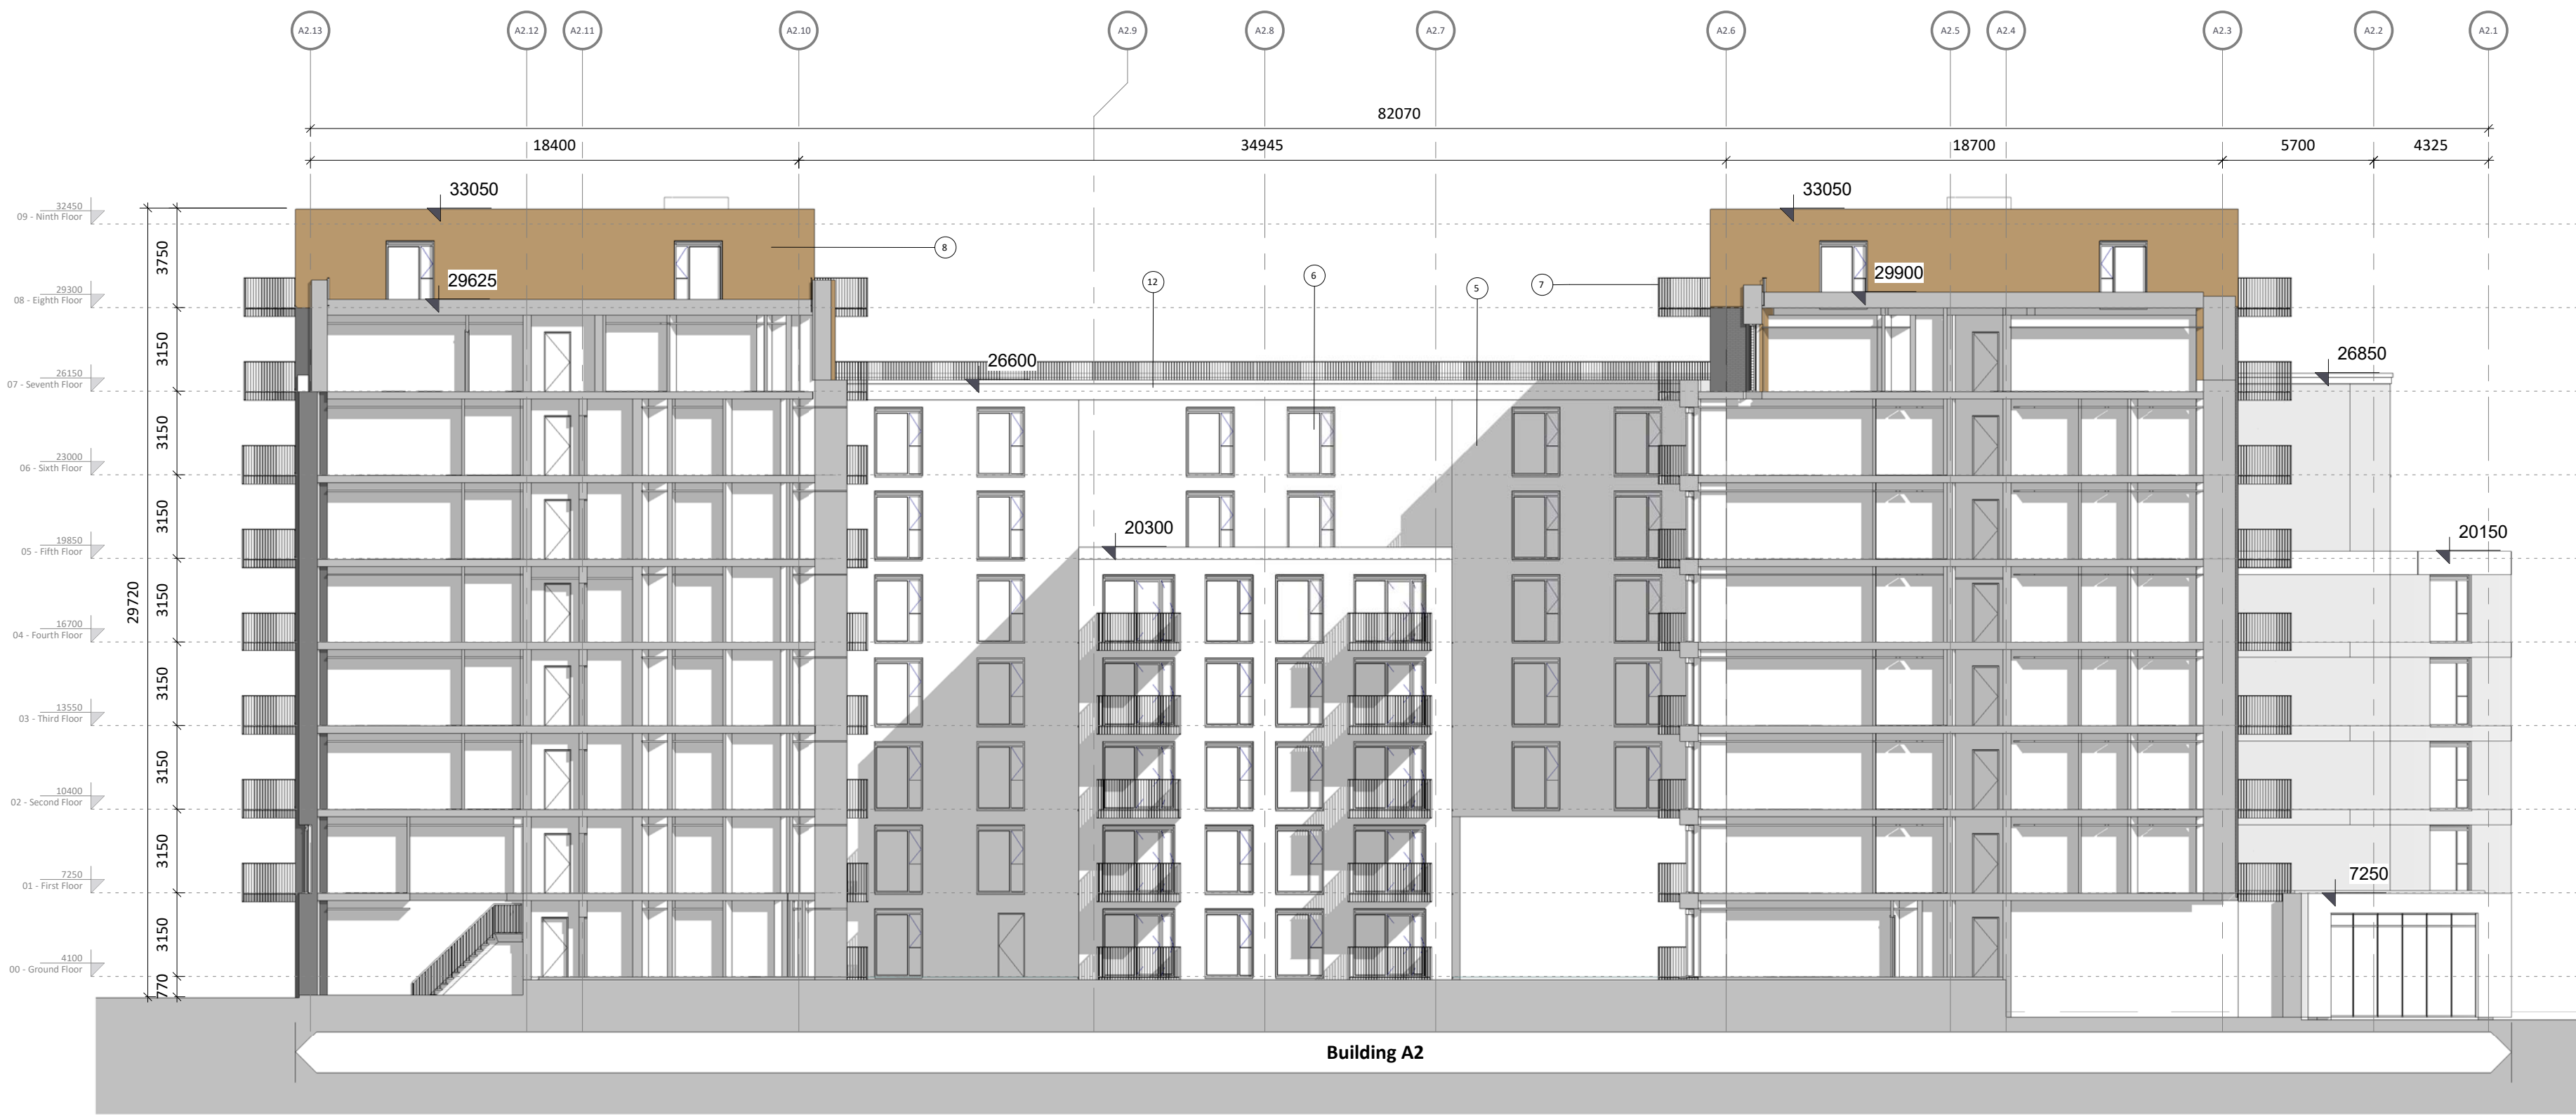 A2.13 A2.12 A2.11 A2.10 A2.9 A2.8 A2.7 A2.6 A2.5 A2.4 A2.3 A2.2 A2.1
82070
18400 34945 18700 5700 4325
33050 33050
32450
09 - Ninth Floor
3750
8
29625
29900
12 6 5 7
29300
08 - Eighth Floor
3150
26600
26850
26150
07 - Seventh Floor
3150
23000
06 - Sixth Floor
3150
20300
20150
19850
05 - Fifth Floor
29720
3150
16700
04 - Fourth Floor
3150
13550
03 - Third Floor
3150
10400
02 - Second Floor
3150
7250
7250
01 - First Floor
3150
4100
00 - Ground Floor
770
Building A2